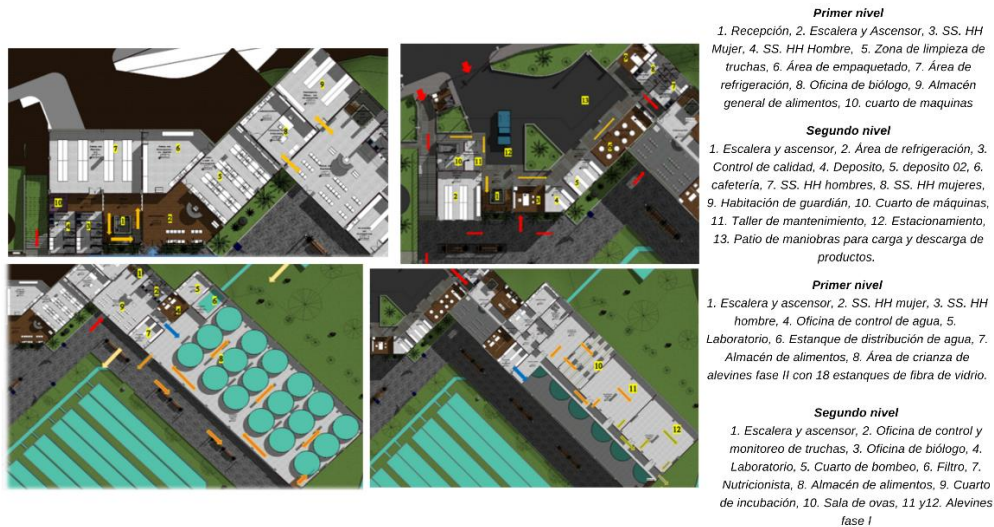 Primer nivel
1. Recepción, 2. Escalera y Ascensor, 3. SS. HH
Mujer, 4. SS. HH Hombre, 5. Zona de limpieza de
truchas, 6. Área de empaquetado, 7. Área de
refrigeración, 8. Oficina de biólogo, 9. Almacén
general de alimentos, 10. cuarto de maquinas
Segundo nivel
1. Escalera y ascensor, 2. Área de refrigeración, 3.
Control de calidad, 4. Deposito, 5. deposito 02, 6.
cafetería, 7. SS. HH hombres, 8. SS. HH mujeres,
9. Habitación de guardián, 10. Cuarto de máquinas,
11. Taller de mantenimiento, 12. Estacionamiento,
13. Patio de maniobras para carga y descarga de
productos.
Primer nivel
1. Escalera y ascensor, 2. SS. HH mujer, 3. SS. HH
hombre, 4. Oficina de control de agua, 5.
Laboratorio, 6. Estanque de distribución de agua, 7.
Almacén de alimentos, 8. Área de crianza de
alevines fase II con 18 estanques de fibra de vidrio.
Segundo nivel
1. Escalera y ascensor, 2. Oficina de control y
monitoreo de truchas, 3. Oficina de biólogo, 4.
Laboratorio, 5. Cuarto de bombeo, 6. Filtro, 7.
Nutricionista, 8. Almacén de alimentos, 9. Cuarto
de incubación, 10. Sala de ovas, 11 y12. Alevines
fase I